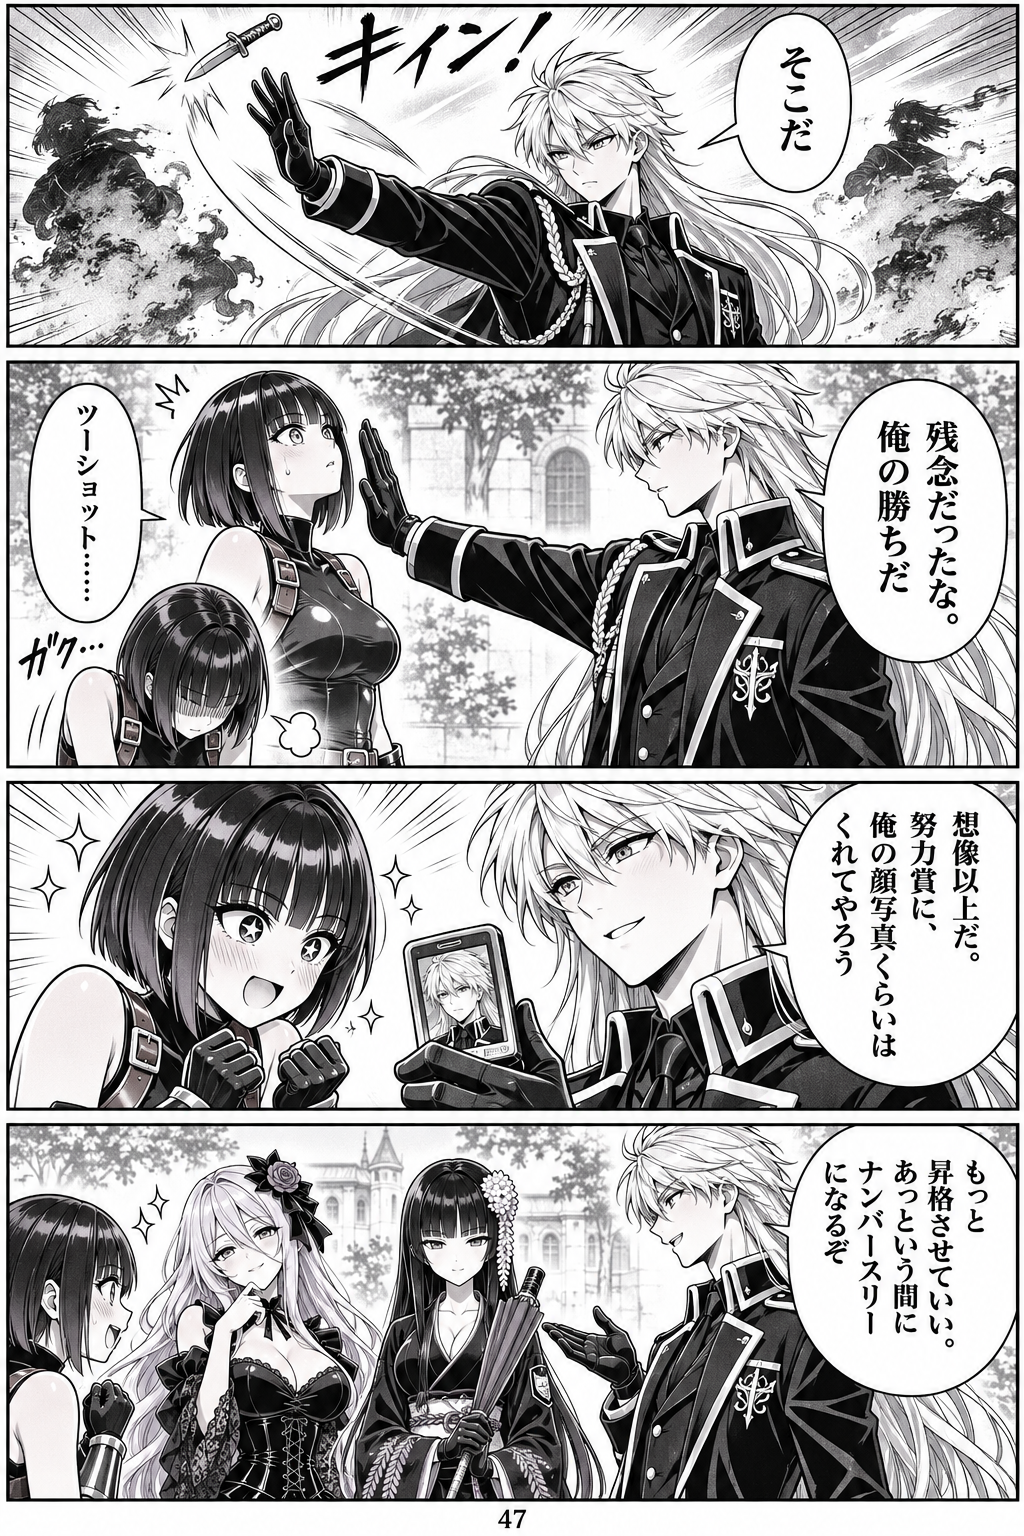 そこだ
キィン！
残念だったな。
俺の勝ちだ
ツーショット……
ガク…
想像以上だ。
努力賞に、
俺の顔写真くらいは
くれてやろう
もっと
昇格させていい。
あっという間に
ナンバースリー
になるぞ
47